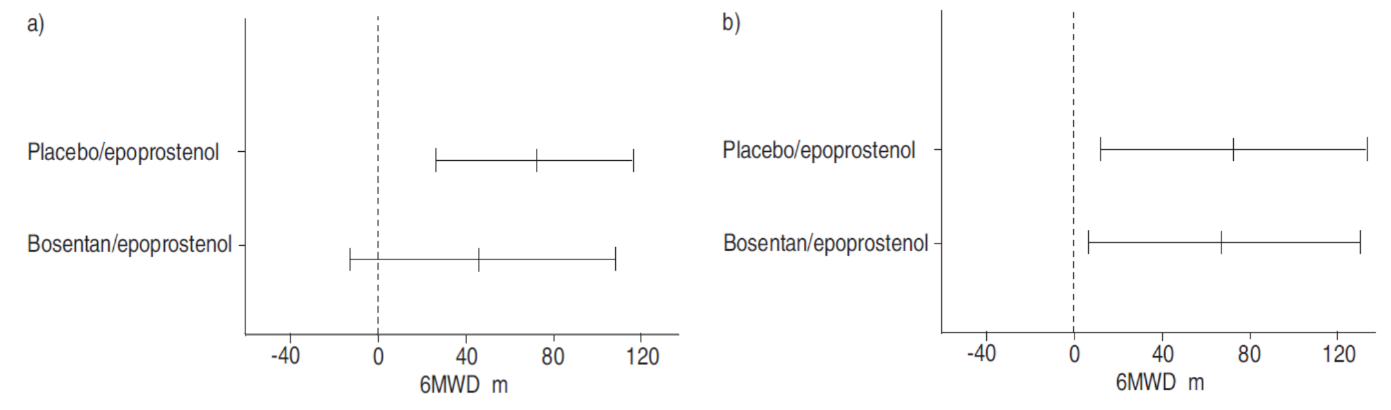 a)
Placebo/epoprostenol
Bosentan/epoprostenol
-40 0 40 80 120
6MWD m
b)
Placebo/epoprostenol
Bosentan/epoprostenol
-40 0 40 80 120
6MWD m